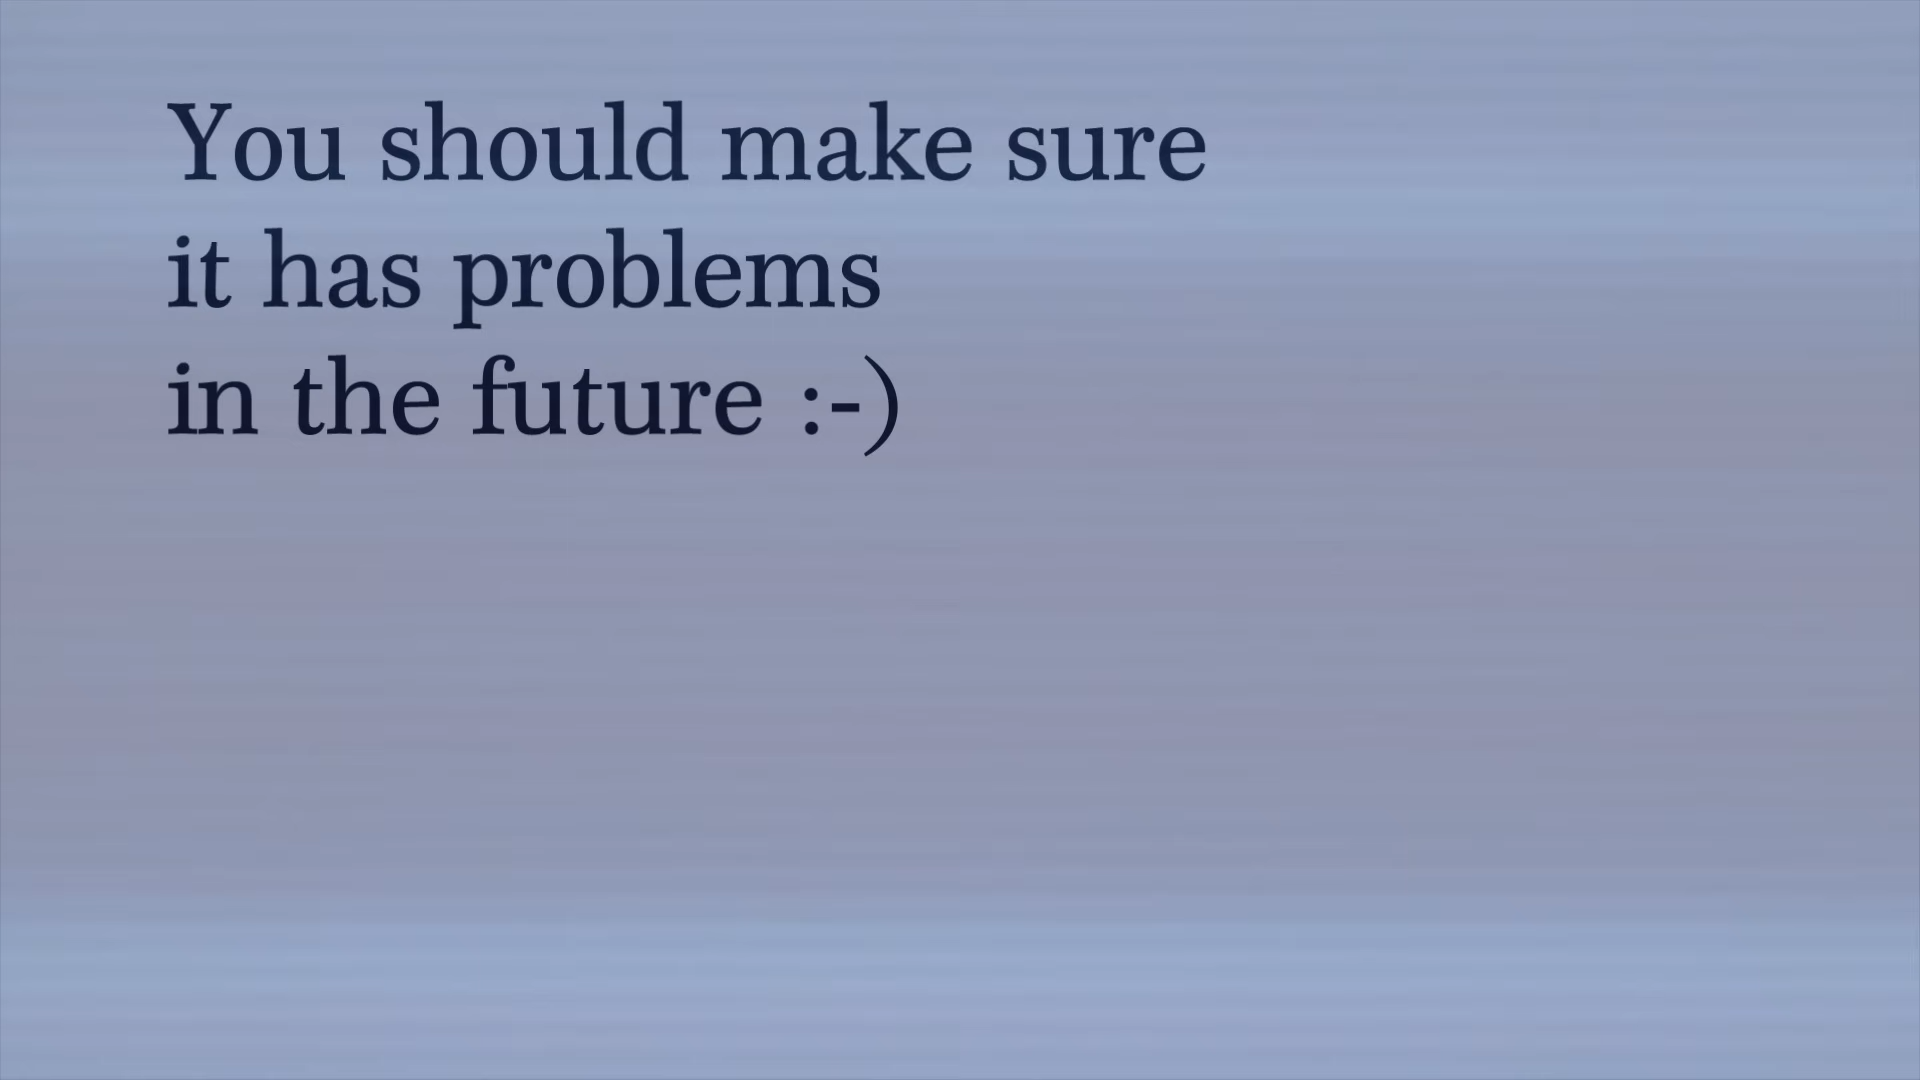 You should make sure
it has problems
in the future :-)